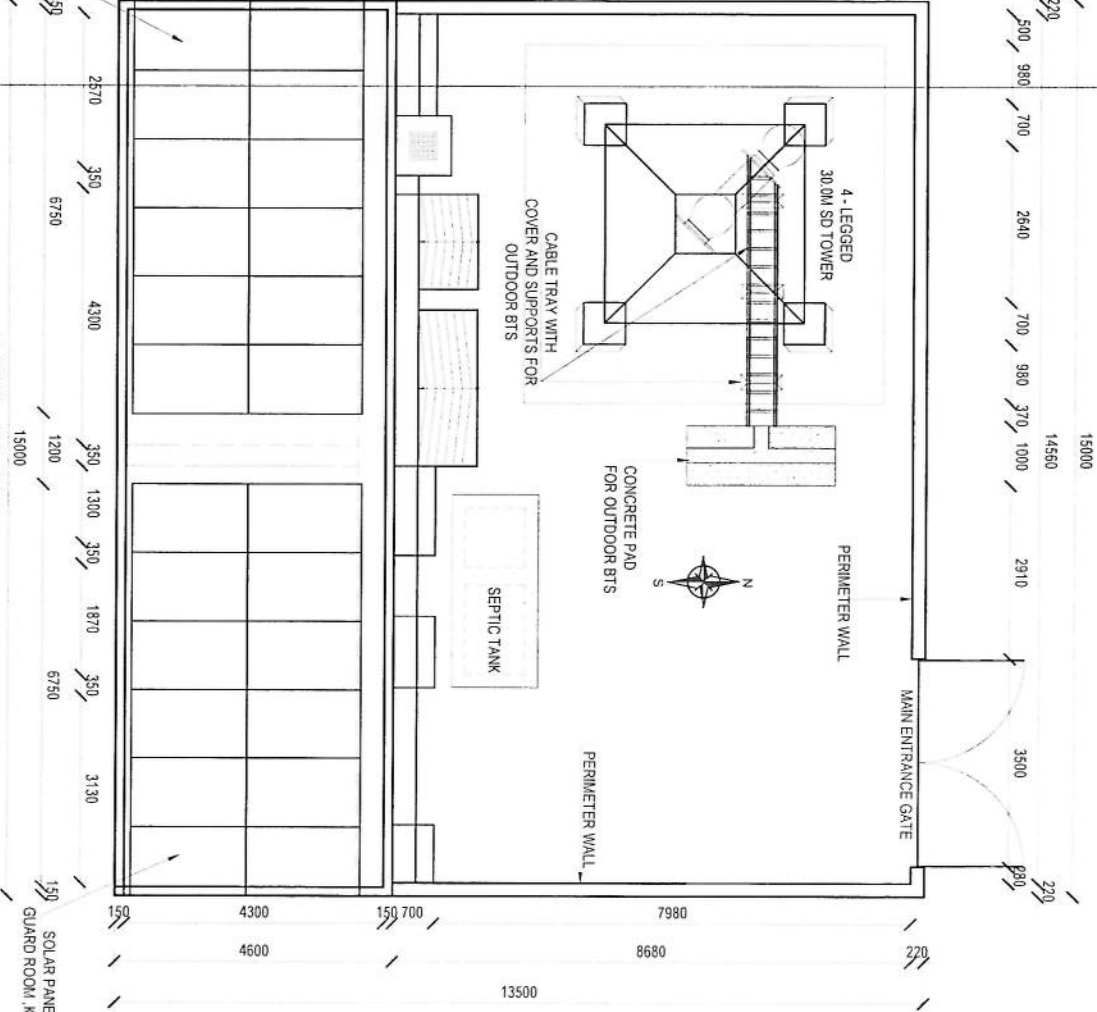 220
15000
14560
500
980
700
2640
700
980
370
1000
2910
3500
280
220
4 - LEGGED
30.0M SD TOWER
CABLE TRAY WITH
COVER AND SUPPORTS FOR
OUTDOOR BTS
CONCRETE PAD
FOR OUTDOOR BTS
N
S
PERIMETER WALL
MAIN ENTRANCE GATE
SEPTIC TANK
PERIMETER WALL
2570
350
4300
350
1300
350
1870
350
3130
150
6750
1200
6750
15000
SOLAR PANE
GUARD ROOM ,K
150
4300
150
700
7980
4600
8680
220
13500